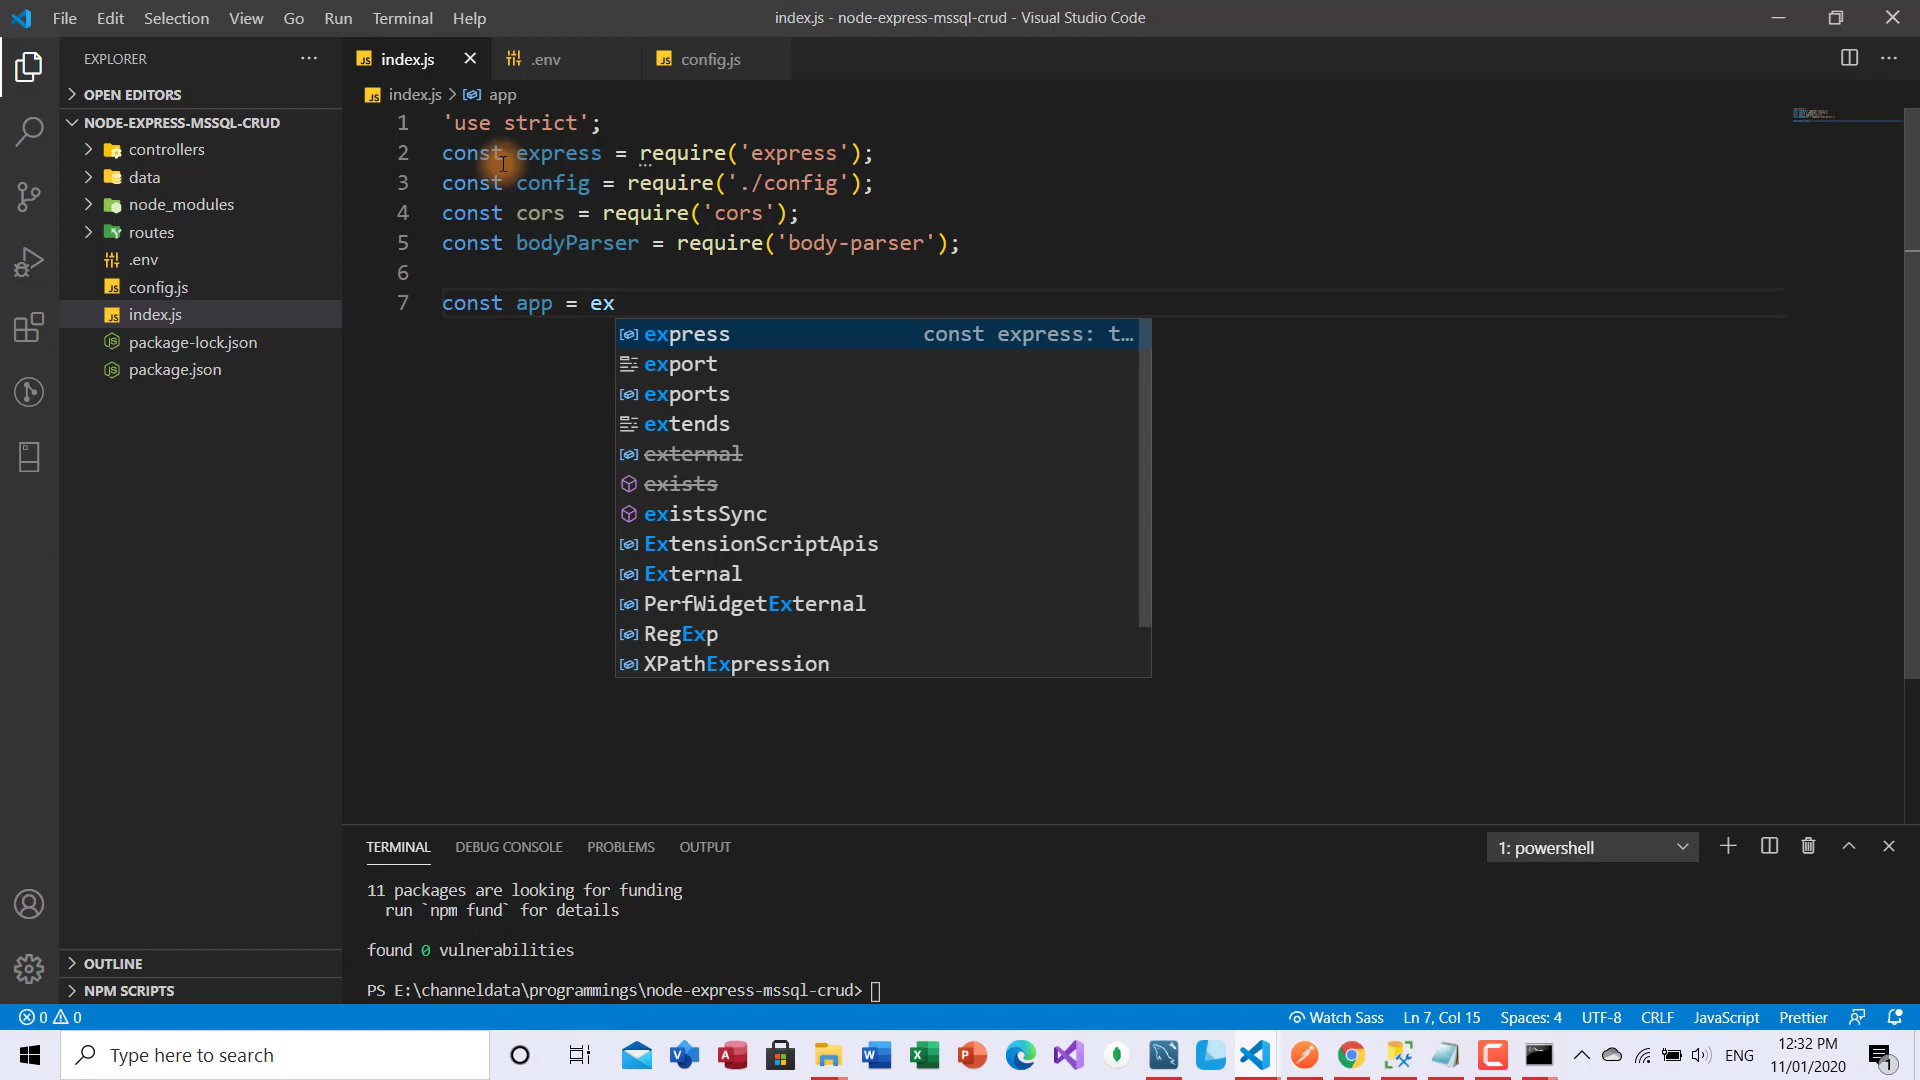 File Edit Selection View Go Run Terminal Help
index.js - node-express-mssql-crud - Visual Studio Code
EXPLORER
OPEN EDITORS
NODE-EXPRESS-MSSQL-CRUD
controllers
data
node_modules
routes
.env
config.js
index.js
package-lock.json
package.json
OUTLINE
NPM SCRIPTS
index.js
.env
config.js
index.js > app
1 'use strict';
2 const express = require('express');
3 const config = require('./config');
4 const cors = require('cors');
5 const bodyParser = require('body-parser');
6
7 const app = ex
express const express: t…
export
exports
extends
external
exists
existsSync
ExtensionScriptApis
External
PerfWidgetExternal
RegExp
XPathExpression
TERMINAL DEBUG CONSOLE PROBLEMS OUTPUT
1: powershell
11 packages are looking for funding
run `npm fund` for details
found 0 vulnerabilities
PS E:\channeldata\programmings\node-express-mssql-crud>
0 0
Watch Sass Ln 7, Col 15 Spaces: 4 UTF-8 CRLF JavaScript Prettier
Type here to search
ENG
12:32 PM
11/01/2020
1